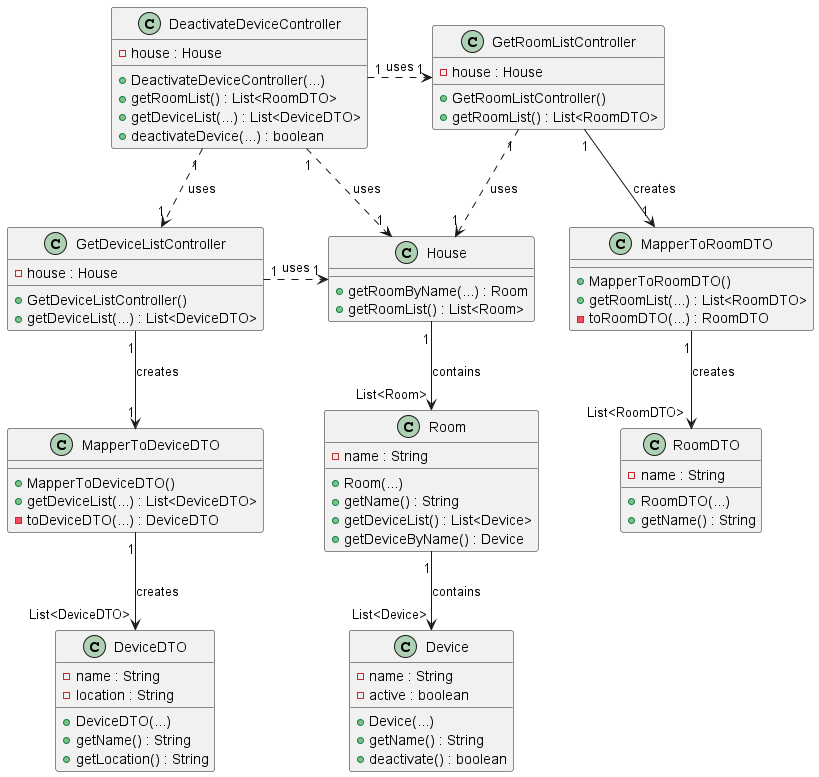 C DeactivateDeviceController
house : House
DeactivateDeviceController(...)
getRoomList() : List<RoomDTO>
getDeviceList(...) : List<DeviceDTO>
deactivateDevice(...) : boolean
1 uses 1
C GetRoomListController
house : House
GetRoomListController()
getRoomList() : List<RoomDTO>
1
uses
1
1
uses
1
1
uses
1
1
creates
1
C GetDeviceListController
house : House
GetDeviceListController()
getDeviceList(...) : List<DeviceDTO>
1 uses 1
C House
getRoomByName(...) : Room
getRoomList() : List<Room>
C MapperToRoomDTO
MapperToRoomDTO()
getRoomList(...) : List<RoomDTO>
toRoomDTO(...) : RoomDTO
1
creates
1
1
contains
List<Room>
1
creates
List<RoomDTO>
C MapperToDeviceDTO
MapperToDeviceDTO()
getDeviceList(...) : List<DeviceDTO>
toDeviceDTO(...) : DeviceDTO
C Room
name : String
Room(...)
getName() : String
getDeviceList() : List<Device>
getDeviceByName() : Device
C RoomDTO
name : String
RoomDTO(...)
getName() : String
1
creates
List<DeviceDTO>
1
contains
List<Device>
C DeviceDTO
name : String
location : String
DeviceDTO(...)
getName() : String
getLocation() : String
C Device
name : String
active : boolean
Device(...)
getName() : String
deactivate() : boolean